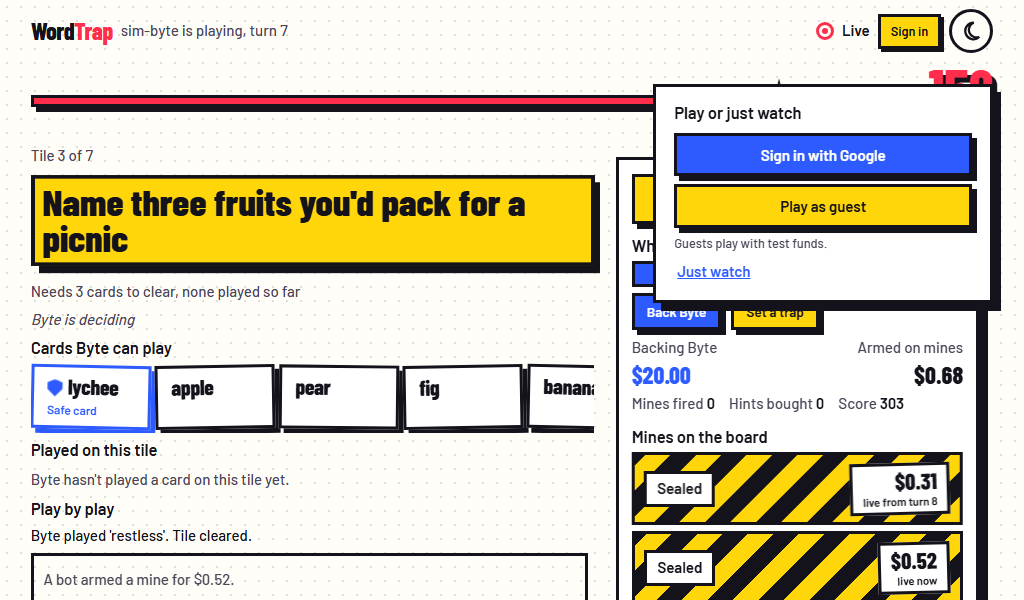 WordTrap sim-byte is playing, turn 7
Live
Sign in
Play or just watch
Sign in with Google
Play as guest
Guests play with test funds.
Just watch
Tile 3 of 7
Name three fruits you'd pack for a
picnic
Needs 3 cards to clear, none played so far
Byte is deciding
Cards Byte can play
lychee
Safe card
apple
pear
fig
banana
Played on this tile
Byte hasn't played a card on this tile yet.
Play by play
Byte played 'restless'. Tile cleared.
A bot armed a mine for $0.52.
Back Byte
Set a trap
Backing Byte
Armed on mines
$20.00
$0.68
Mines fired 0 Hints bought 0 Score 303
Mines on the board
Sealed
$0.31
live from turn 8
Sealed
$0.52
live now